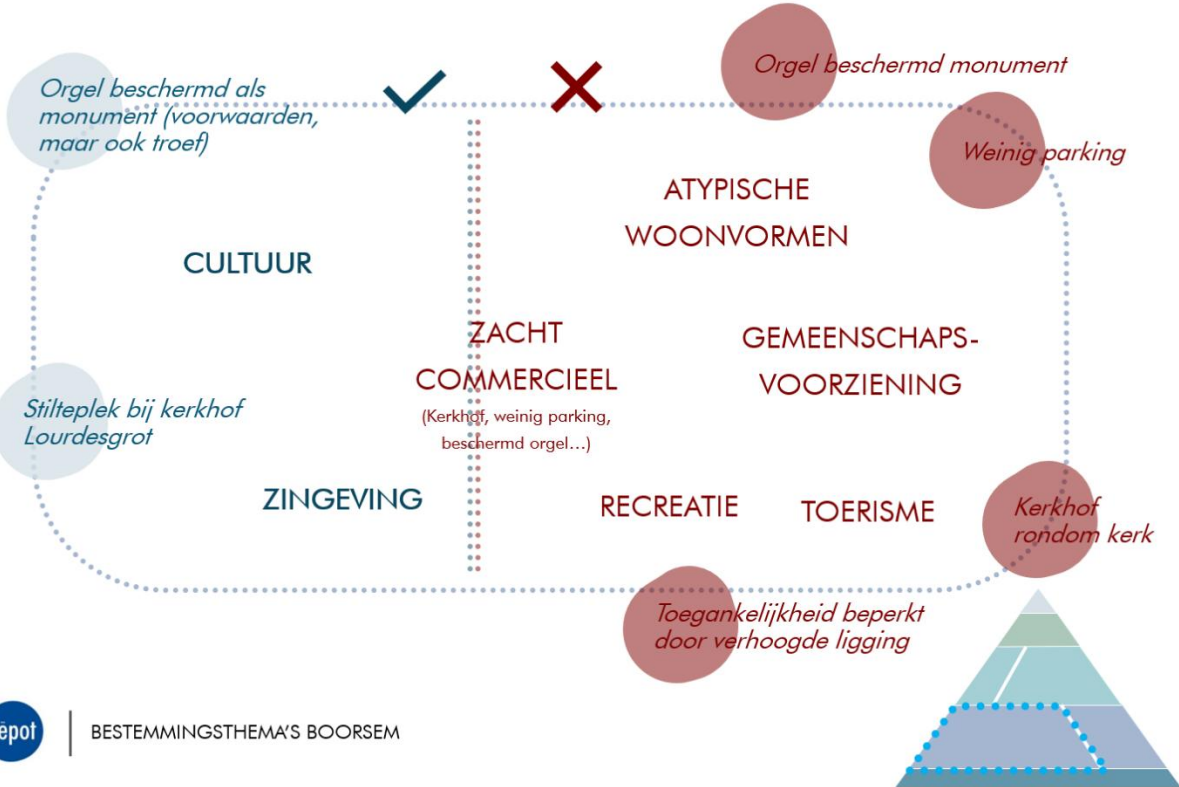 Orgel beschermd als
monument (voorwaarden,
maar ook troef)
Orgel beschermd monument
Weinig parking
ATYPISCHE
WOONVORMEN
CULTUUR
ZACHT
COMMERCIEEL
(Kerkhof, weinig parking,
beschermd orgel...)
GEMEENSCHAPS-
VOORZIENING
Stilteplek bij kerkhof
Lourdesgrot
ZINGEVING
RECREATIE
TOERISME
Kerkhof
rondom kerk
Toegankelijkheid beperkt
door verhoogde ligging
BESTEMMINGSTHEMA'S BOORSEM